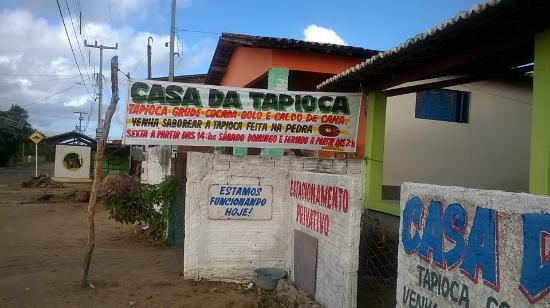 CASA DA TAPIOCA
TAPIOCA-GRUDE-COCADA-BOLO E CALDO DE CANA.
VENHA SABOREAR A TAPIOCA FEITA NA PEDRA
SEXTA A PARTIR DAS 14:hs SÁBADO DOMINGO E FERIADO A PARTIR DAS 7h
ESTAMOS
FUNCIONANDO
HOJE!
ESTACIONAMENTO
PRIVATIVO
CASA D
TAPIOCA
VENHA